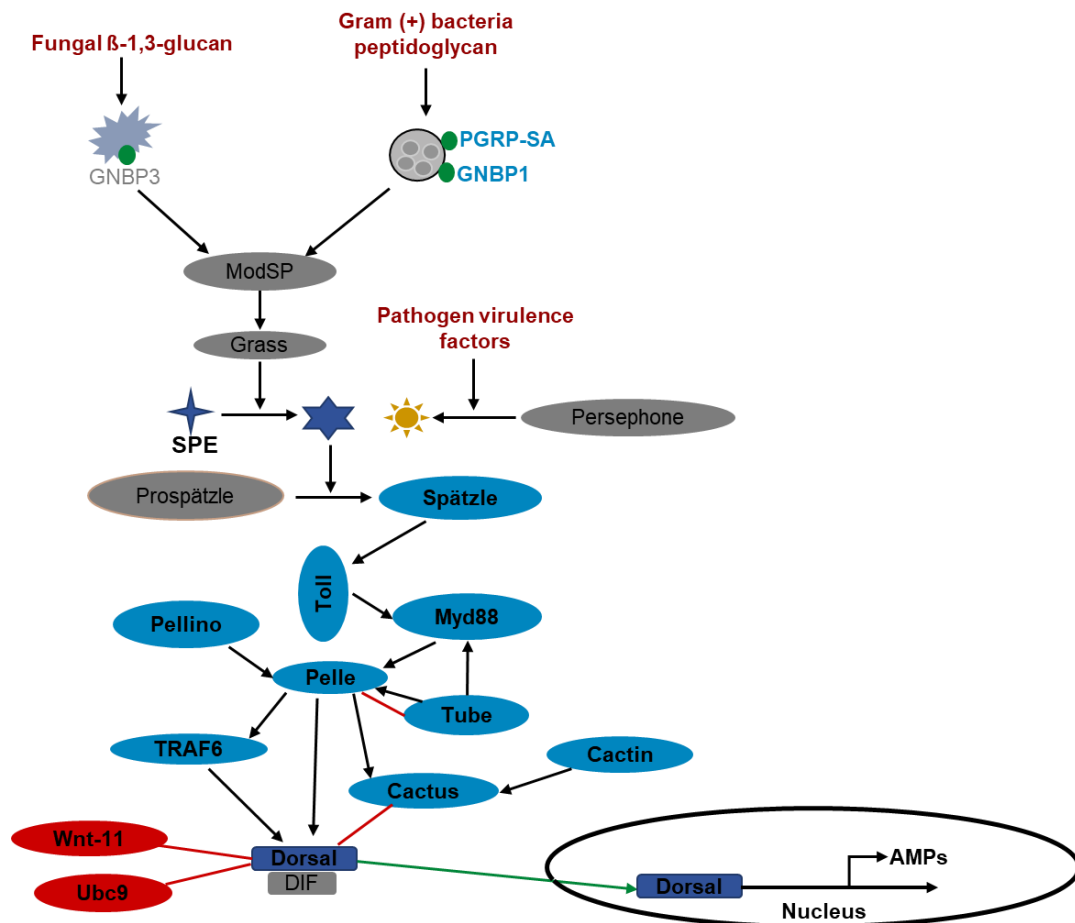 Gram (+) bacteria
peptidoglycan
Fungal ß-1,3-glucan
PGRP-SA
GNBP1
GNBP3
ModSP
Pathogen virulence
factors
Grass
Persephone
SPE
Prospätzle
Spätzle
Toll
Myd88
Pellino
Pelle
Tube
TRAF6
Cactin
Cactus
Wnt-11
Dorsal
DIF
Ubc9
AMPs
Dorsal
Nucleus